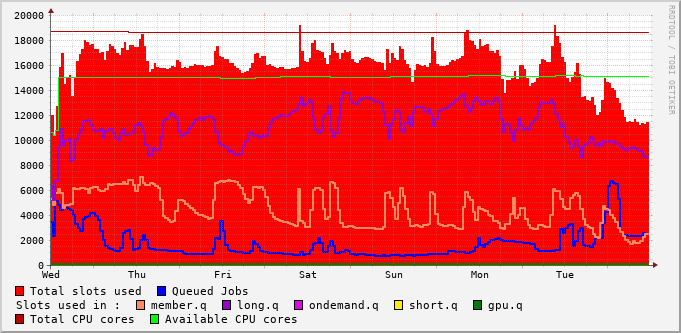 20000
18000
16000
14000
12000
10000
8000
6000
4000
2000
0
Wed Thu Fri Sat Sun Mon Tue
RRDTOOL / TOBI OETIKER
Total slots used Queued Jobs
Slots used in : member.q long.q ondemand.q short.q gpu.q
Total CPU cores Available CPU cores